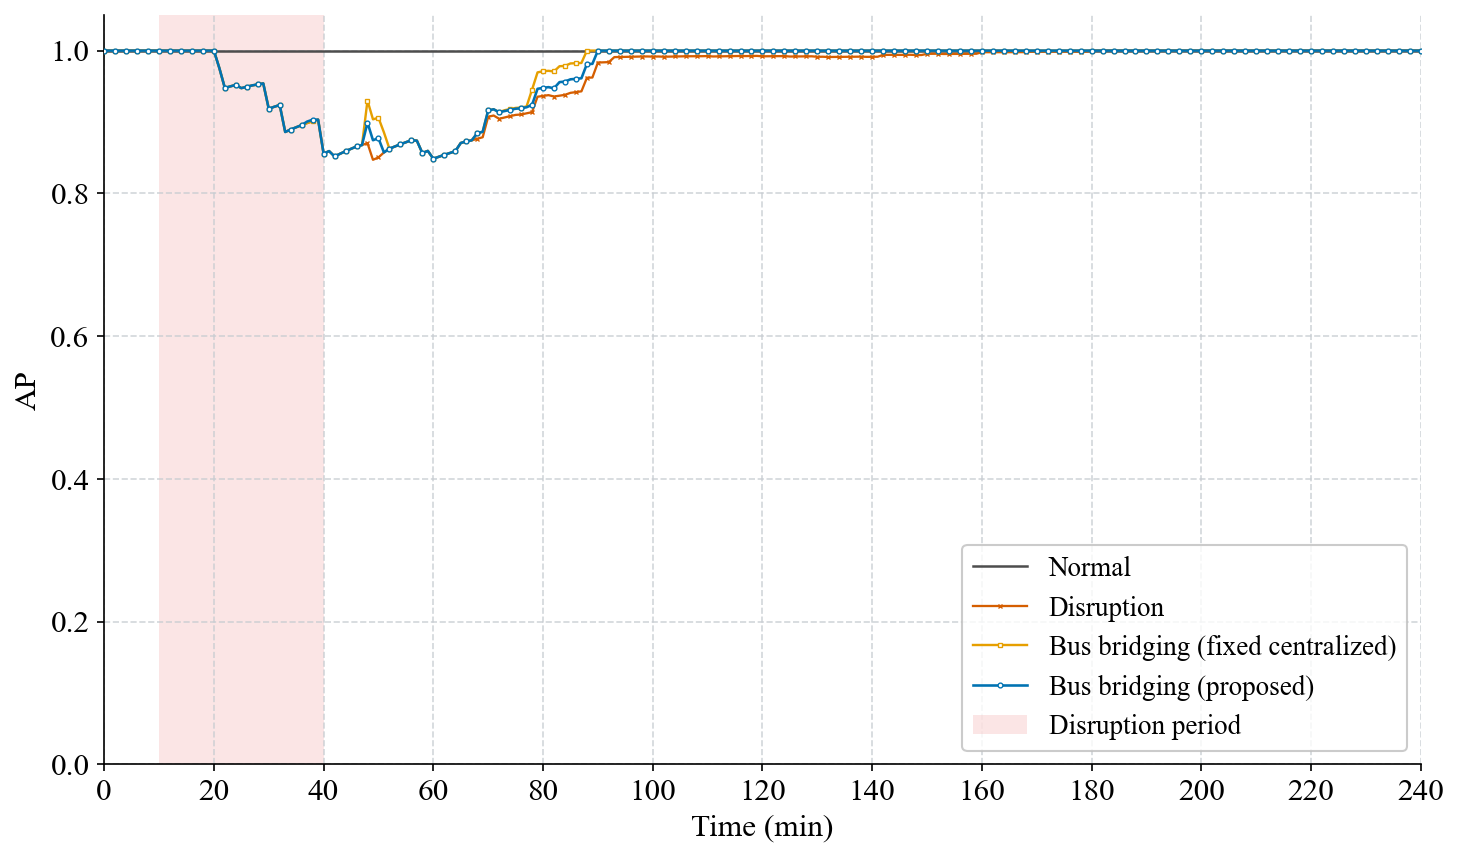 1.0
0.8
0.6
0.4
0.2
0.0
AP
0 20 40 60 80 100 120 140 160 180 200 220 240
Time (min)
Normal
Disruption
Bus bridging (fixed centralized)
Bus bridging (proposed)
Disruption period